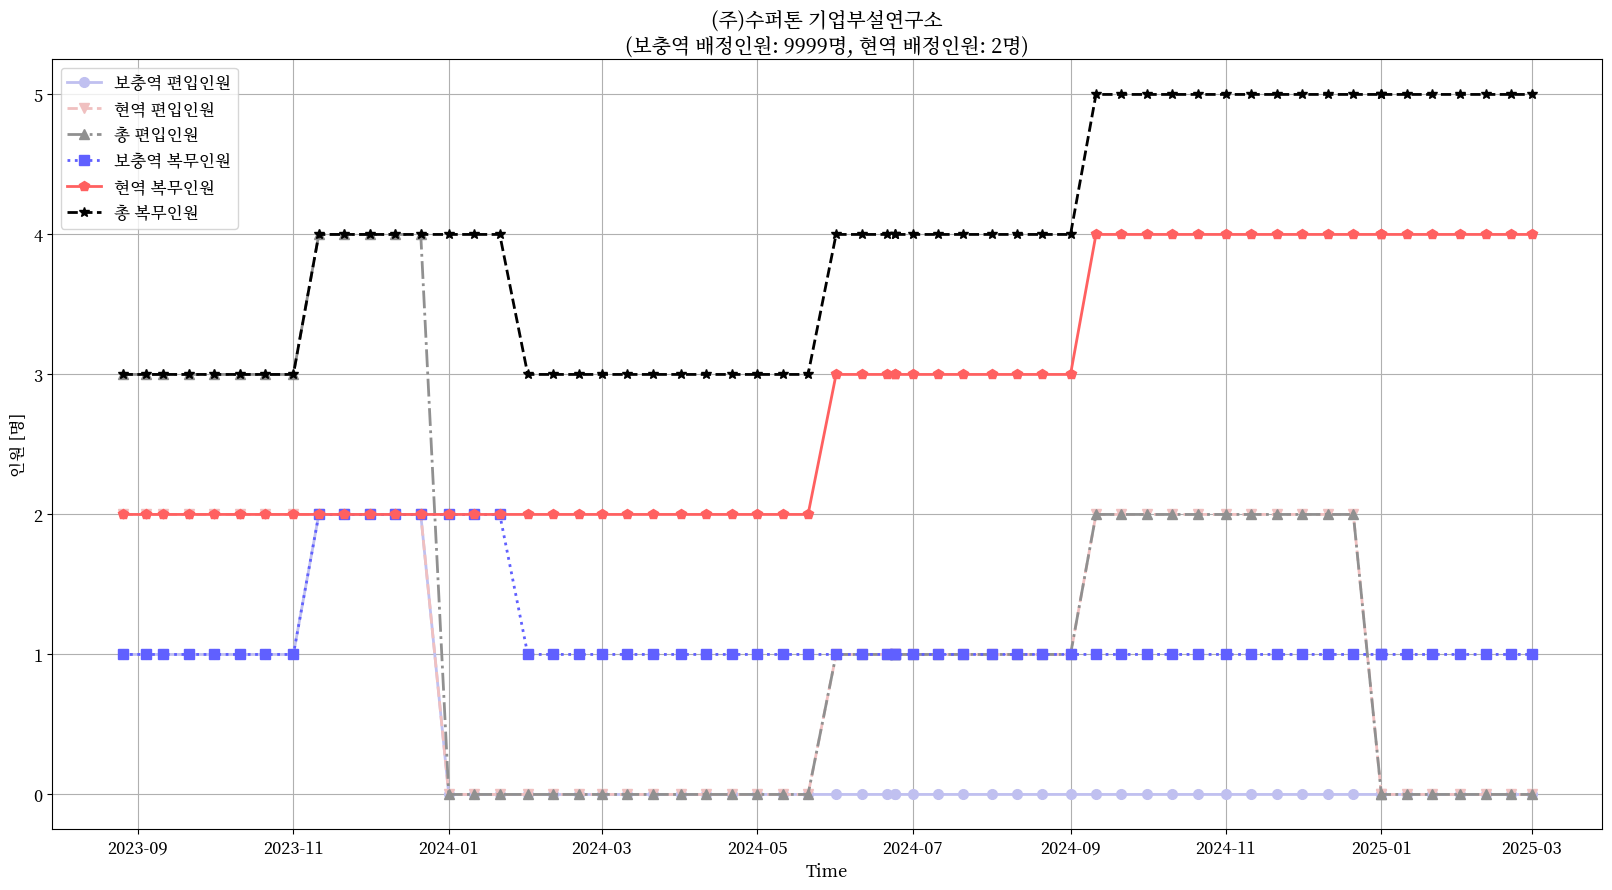 (주)수퍼톤 기업부설연구소
(보충역 배정인원: 9999명, 현역 배정인원: 2명)
보충역 편입인원
현역 편입인원
총 편입인원
보충역 복무인원
현역 복무인원
총 복무인원
인원 [명]
5
4
3
2
1
0
2023-09
2023-11
2024-01
2024-03
2024-05
2024-07
2024-09
2024-11
2025-01
2025-03
Time